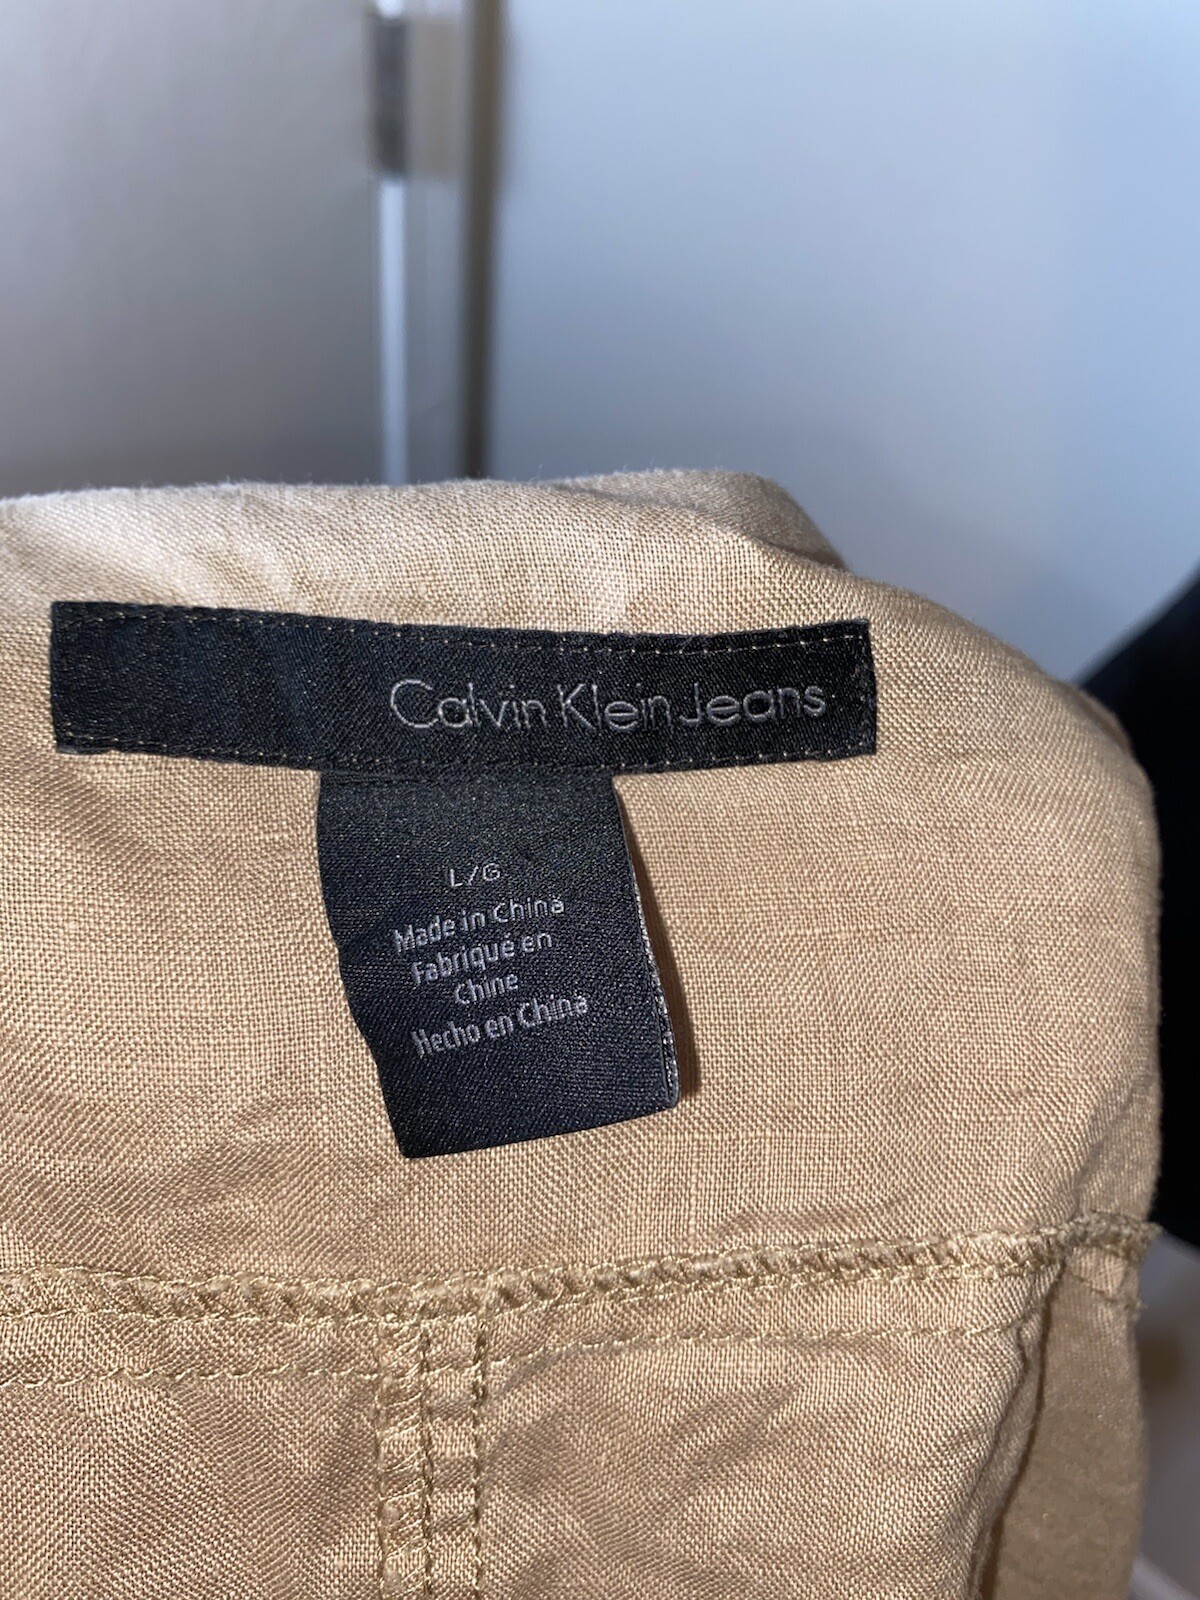 Calvin Klein Jeans
L/G
Made in China
Fabriqué en
Chine
Hecho en China